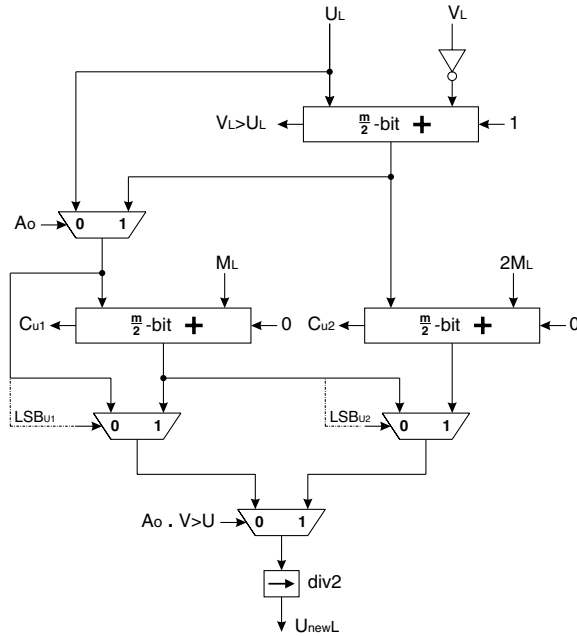 UL VL
VL>UL m/2-bit + 1
Ao 0 1
ML 2ML
Cu1 m/2-bit + 0 Cu2 m/2-bit + 0
LSBU1 0 1 LSBU2 0 1
Ao . V>U 0 1
div2
UnewL